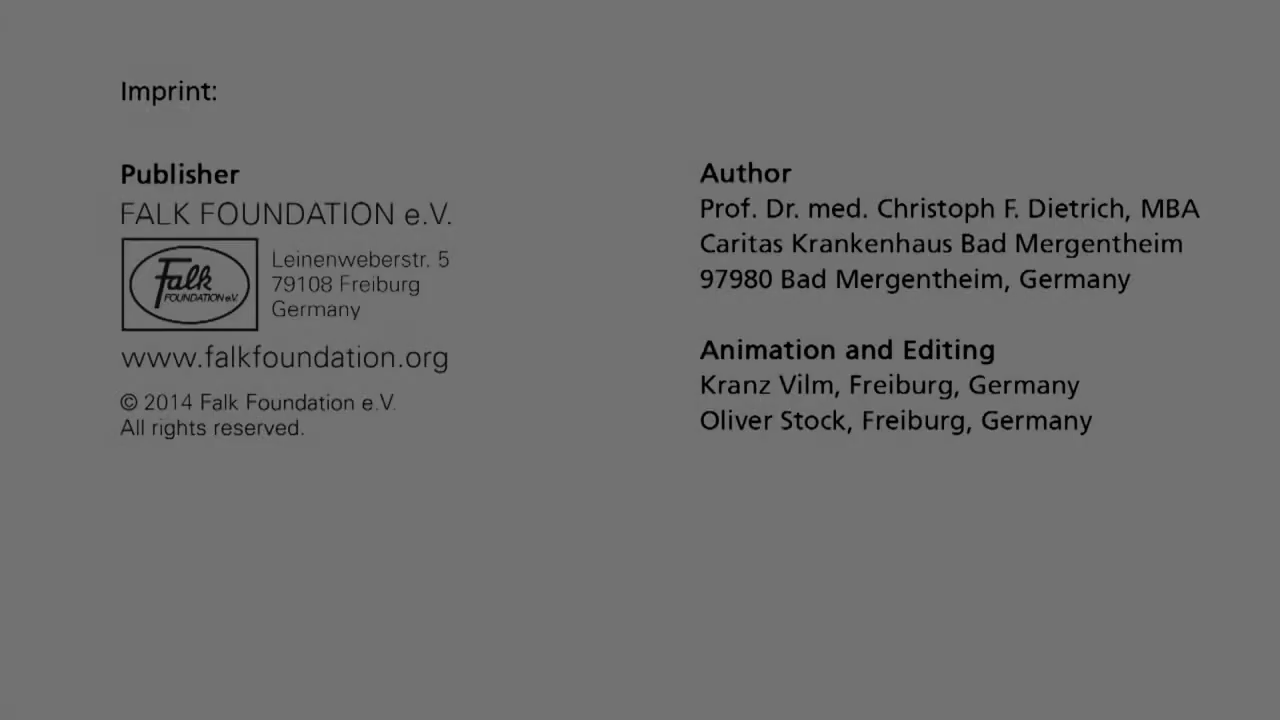 Imprint:
Publisher
FALK FOUNDATION e.V.
Falk
FOUNDATION e.V.
Leinenweberstr. 5
79108 Freiburg
Germany
www.falkfoundation.org
© 2014 Falk Foundation e.V.
All rights reserved.
Author
Prof. Dr. med. Christoph F. Dietrich, MBA
Caritas Krankenhaus Bad Mergentheim
97980 Bad Mergentheim, Germany
Animation and Editing
Kranz Vilm, Freiburg, Germany
Oliver Stock, Freiburg, Germany